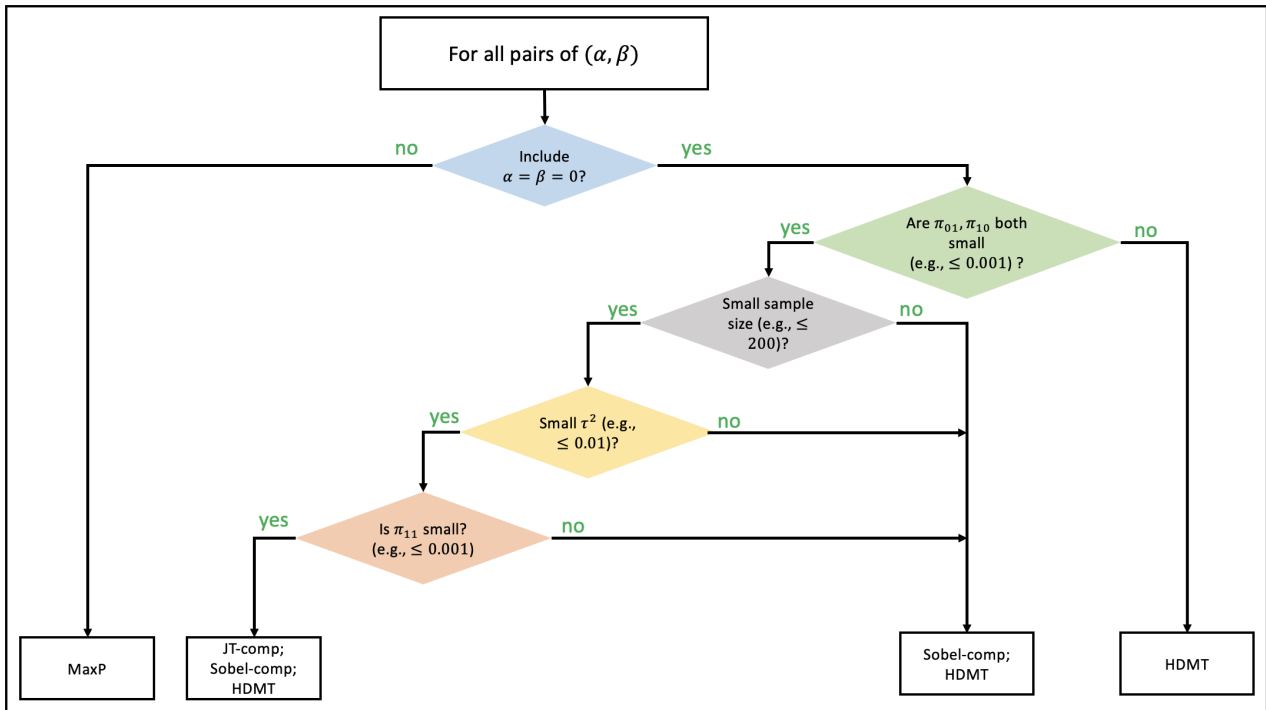 For all pairs of (α, β)
no
Include
α = β = 0?
yes
yes
Are π₀₁, π₁₀ both
small
(e.g., ≤ 0.001) ?
no
yes
Small sample
size (e.g., ≤
200)?
no
yes
Small τ² (e.g.,
≤ 0.01)?
no
yes
Is π₁₁ small?
(e.g., ≤ 0.001)
no
MaxP
JT-comp;
Sobel-comp;
HDMT
Sobel-comp;
HDMT
HDMT